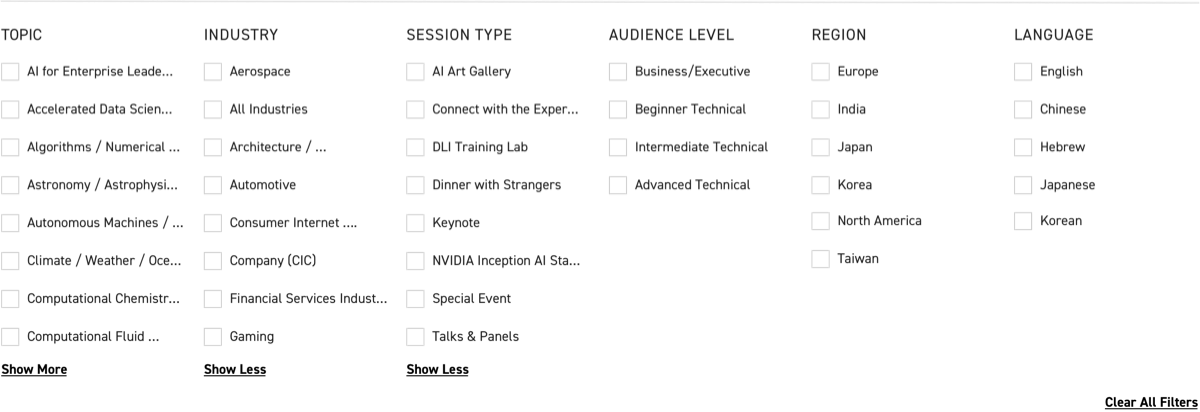 TOPIC
AI for Enterprise Leade...
Accelerated Data Scien...
Algorithms / Numerical ...
Astronomy / Astrophysi...
Autonomous Machines / ...
Climate / Weather / Oce...
Computational Chemistr...
Computational Fluid ...
Show More
INDUSTRY
Aerospace
All Industries
Architecture / ...
Automotive
Consumer Internet ....
Company (CIC)
Financial Services Indust...
Gaming
Show Less
SESSION TYPE
AI Art Gallery
Connect with the Exper...
DLI Training Lab
Dinner with Strangers
Keynote
NVIDIA Inception AI Sta...
Special Event
Talks & Panels
Show Less
AUDIENCE LEVEL
Business/Executive
Beginner Technical
Intermediate Technical
Advanced Technical
REGION
Europe
India
Japan
Korea
North America
Taiwan
LANGUAGE
English
Chinese
Hebrew
Japanese
Korean
Clear All Filters